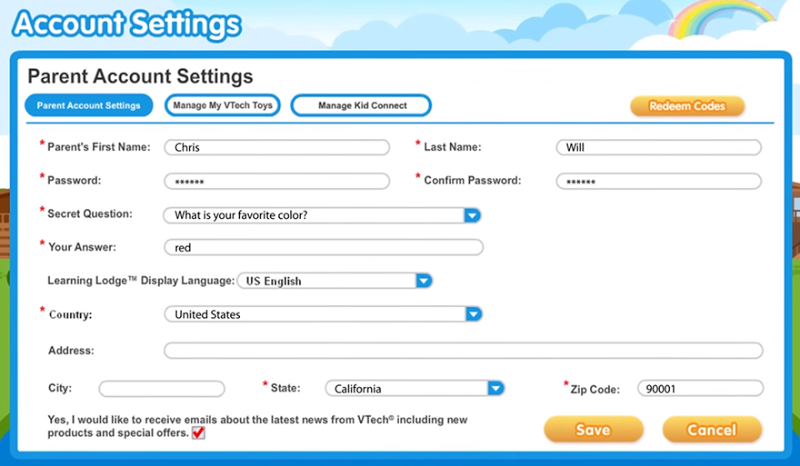 Account Settings
Parent Account Settings
Parent Account Settings Manage My VTech Toys Manage Kid Connect Redeem Codes
* Parent's First Name: Chris * Last Name: Will
* Password: ****** * Confirm Password: ******
* Secret Question: What is your favorite color?
* Your Answer: red
Learning Lodge™ Display Language: US English
* Country: United States
Address:
City: * State: California * Zip Code: 90001
Yes, I would like to receive emails about the latest news from VTech® including new
products and special offers.
Save Cancel